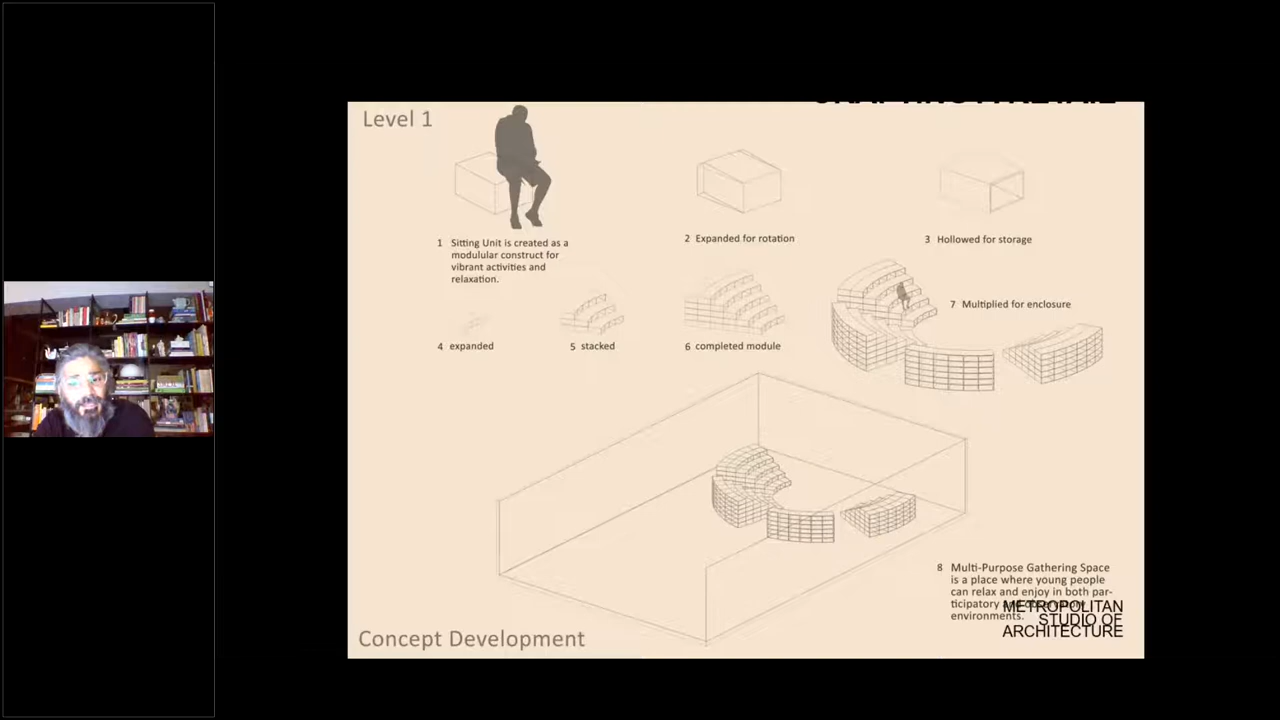 Level 1
1 Sitting Unit is created as a
modulular construct for
vibrant activities and
relaxation.
2 Expanded for rotation
3 Hollowed for storage
4 expanded
5 stacked
6 completed module
7 Multiplied for enclosure
8 Multi-Purpose Gathering Space
is a place where young people
can relax and enjoy in both par-
ticipatory and
environments.
METROPOLITAN
STUDIO OF
ARCHITECTURE
Concept Development